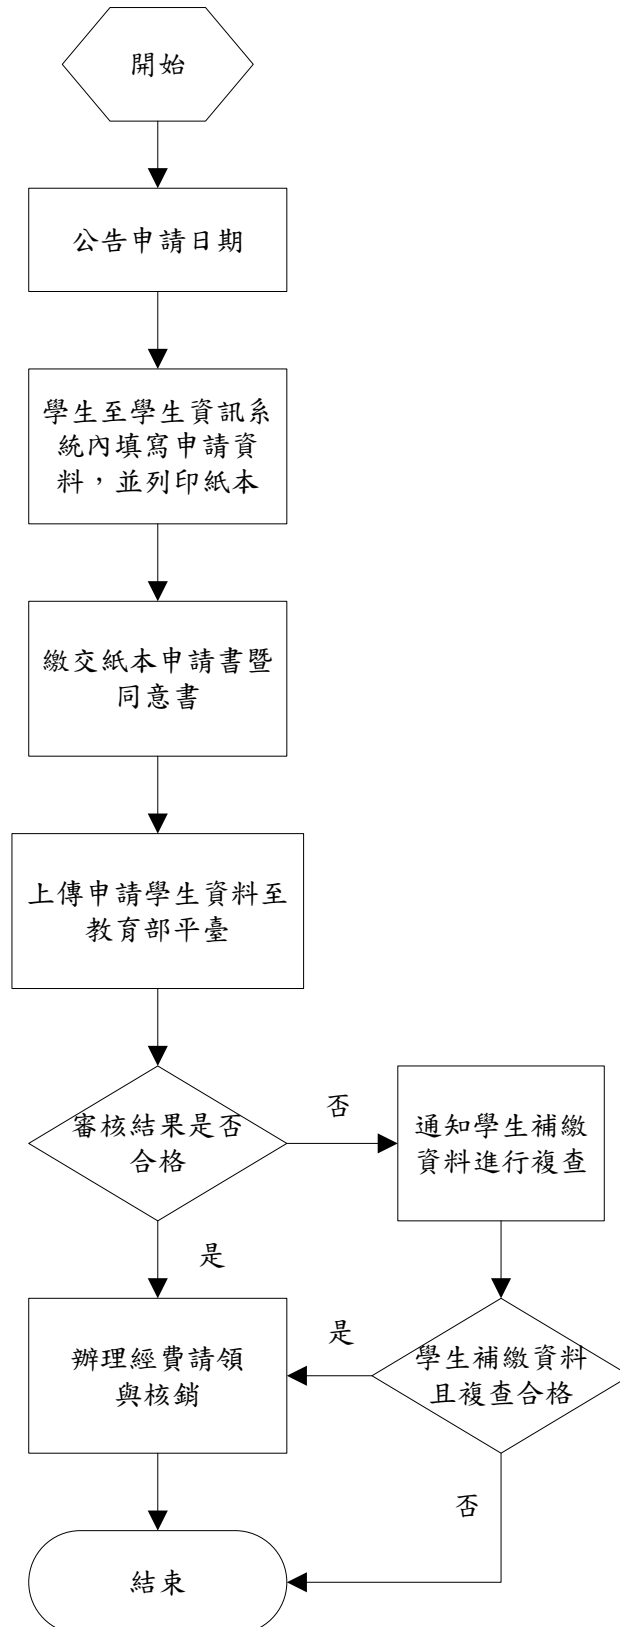 開始
公告申請日期
學生至學生資訊系
統內填寫申請資
料，並列印紙本
繳交紙本申請書暨
同意書
上傳申請學生資料至
教育部平臺
審核結果是否
合格
否
通知學生補繳
資料進行複查
是
辦理經費請領
與核銷
是
學生補繳資料
且複查合格
否
結束